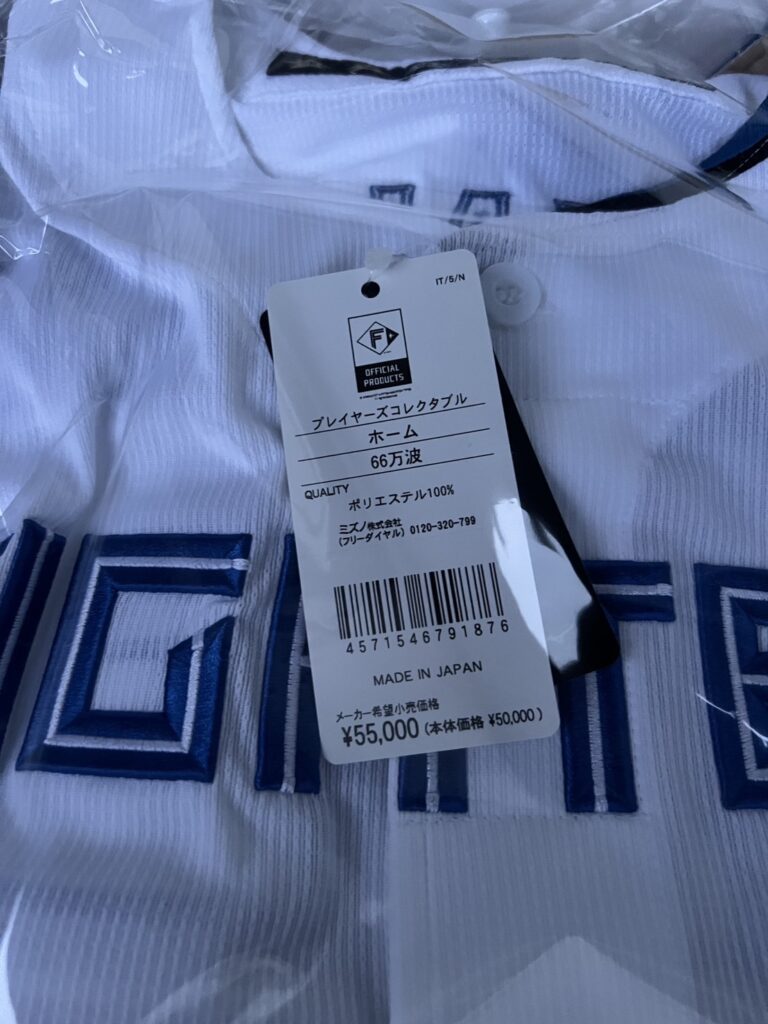 IT/5/N
F
OFFICIAL
PRODUCTS
プレイヤーズコレクタブル
ホーム
66万波
QUALITY
ポリエステル100%
ミズノ株式会社
(フリーダイヤル) 0120-320-799
4571546791876
MADE IN JAPAN
メーカー希望小売価格
¥55,000 (本体価格 ¥50,000)